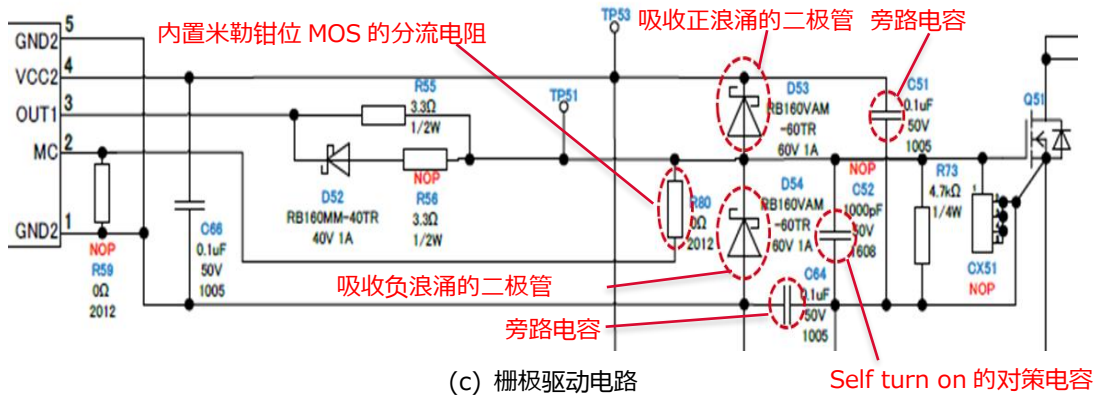 TP53
吸收正浪涌的二极管
旁路电容
内置米勒钳位 MOS 的分流电阻
5
GND2
4
VCC2
3
OUT1
2
MC
1
GND2
R55
3.3Ω
1/2W
TP51
D53
RB160VAM
-60TR
60V 1A
C51
0.1uF
50V
1005
Q51
D52
RB160MM-40TR
40V 1A
NOP
R56
3.3Ω
1/2W
C66
0.1uF
50V
1005
NOP
R59
0Ω
2012
R80
0Ω
2012
D54
RB160VAM
-60TR
60V 1A
NOP
C52
1000pF
50V
1608
R73
4.7kΩ
1/4W
1
CX51
NOP
C64
0.1uF
50V
1005
吸收负浪涌的二极管
旁路电容
(c) 栅极驱动电路
Self turn on 的对策电容